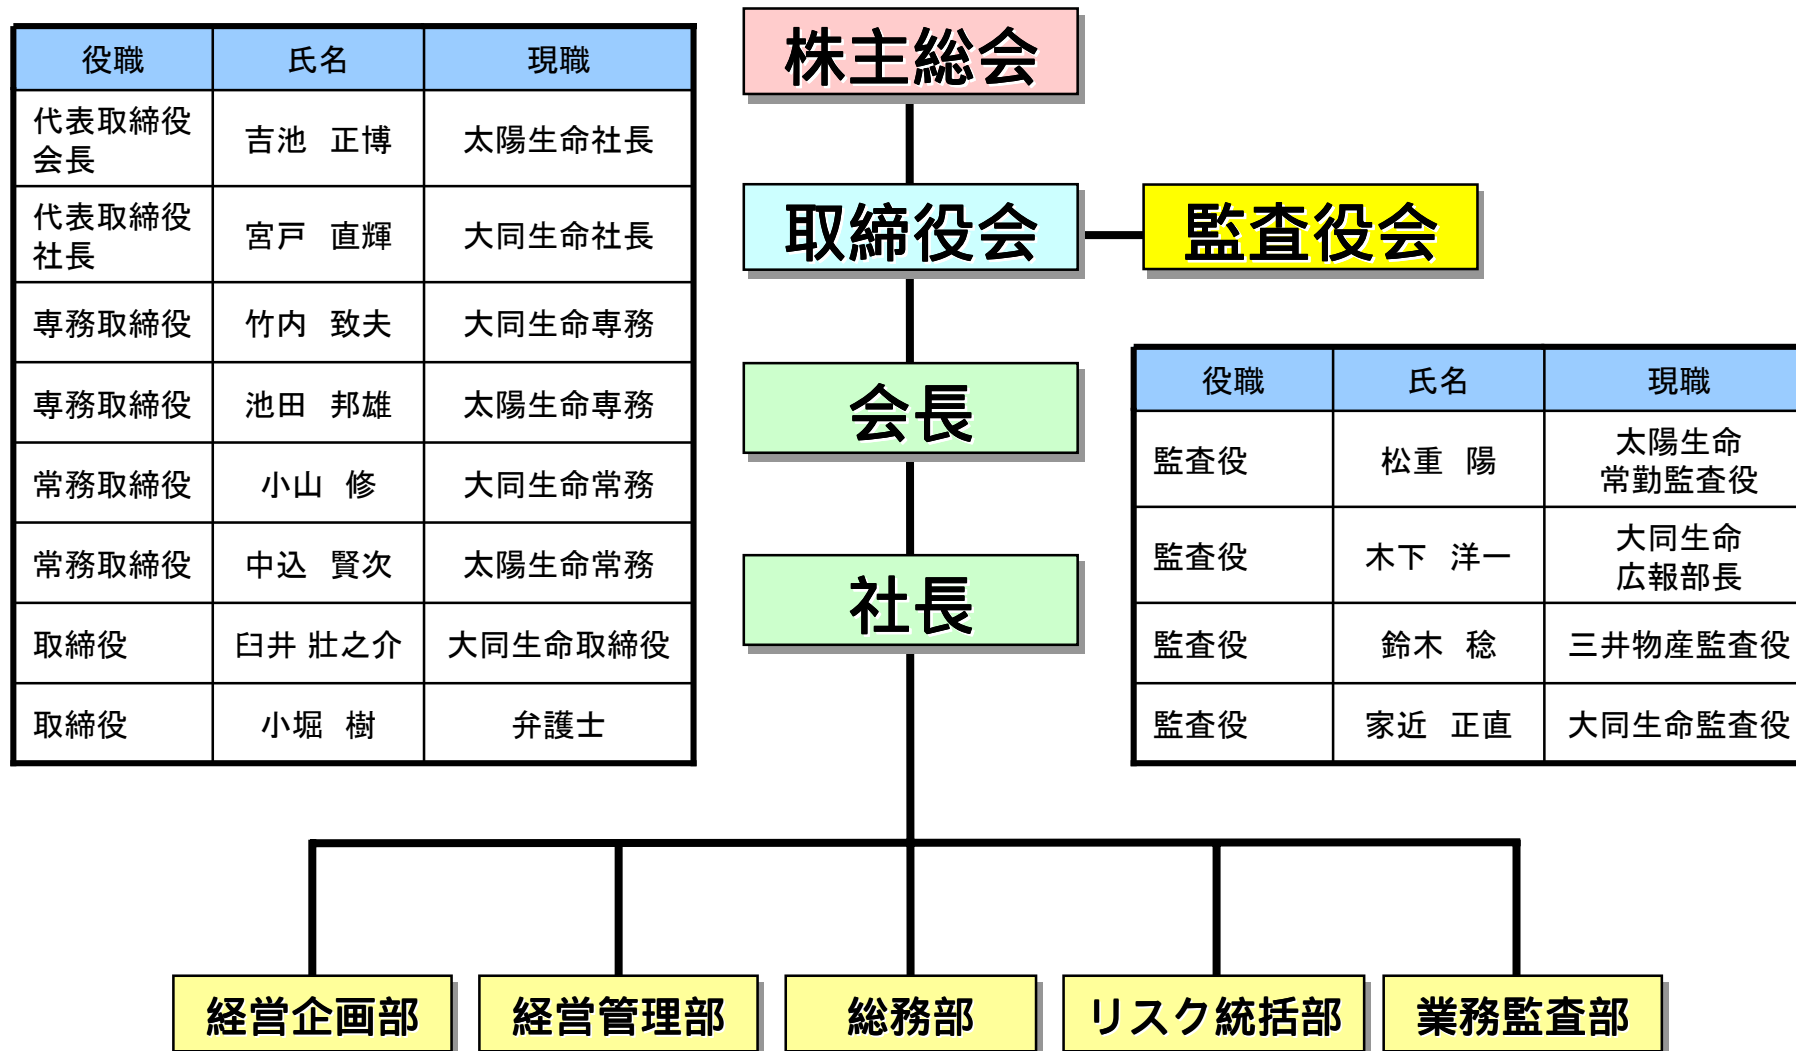 役職 氏名 現職
代表取締役
会長
吉池 正博 太陽生命社長
代表取締役
社長
宮戸 直輝 大同生命社長
専務取締役 竹内 致夫 大同生命専務
専務取締役 池田 邦雄 太陽生命専務
常務取締役 小山 修 大同生命常務
常務取締役 中込 賢次 太陽生命常務
取締役 臼井 壯之介 大同生命取締役
取締役 小堀 樹 弁護士
株主総会
取締役会
監査役会
会長
社長
役職 氏名 現職
監査役 松重 陽
太陽生命
常勤監査役
監査役 木下 洋一
大同生命
広報部長
監査役 鈴木 稔 三井物産監査役
監査役 家近 正直 大同生命監査役
経営企画部
経営管理部
総務部
リスク統括部
業務監査部